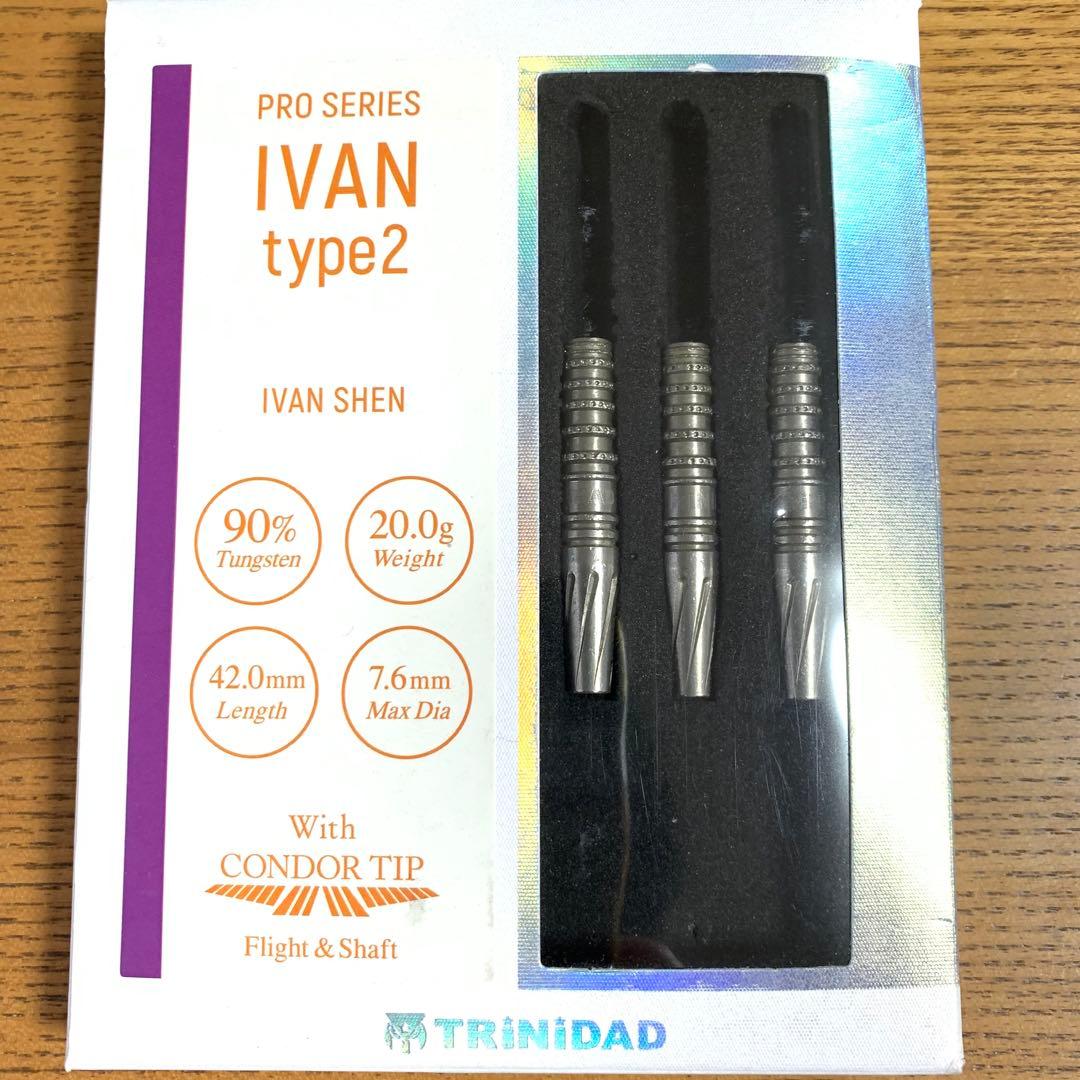 PRO SERIES
IVAN
type2
IVAN SHEN
90%
Tungsten
20.0g
Weight
42.0mm
Length
7.6mm
Max Dia
With
CONDOR TIP
Flight & Shaft
TRiNiDAD